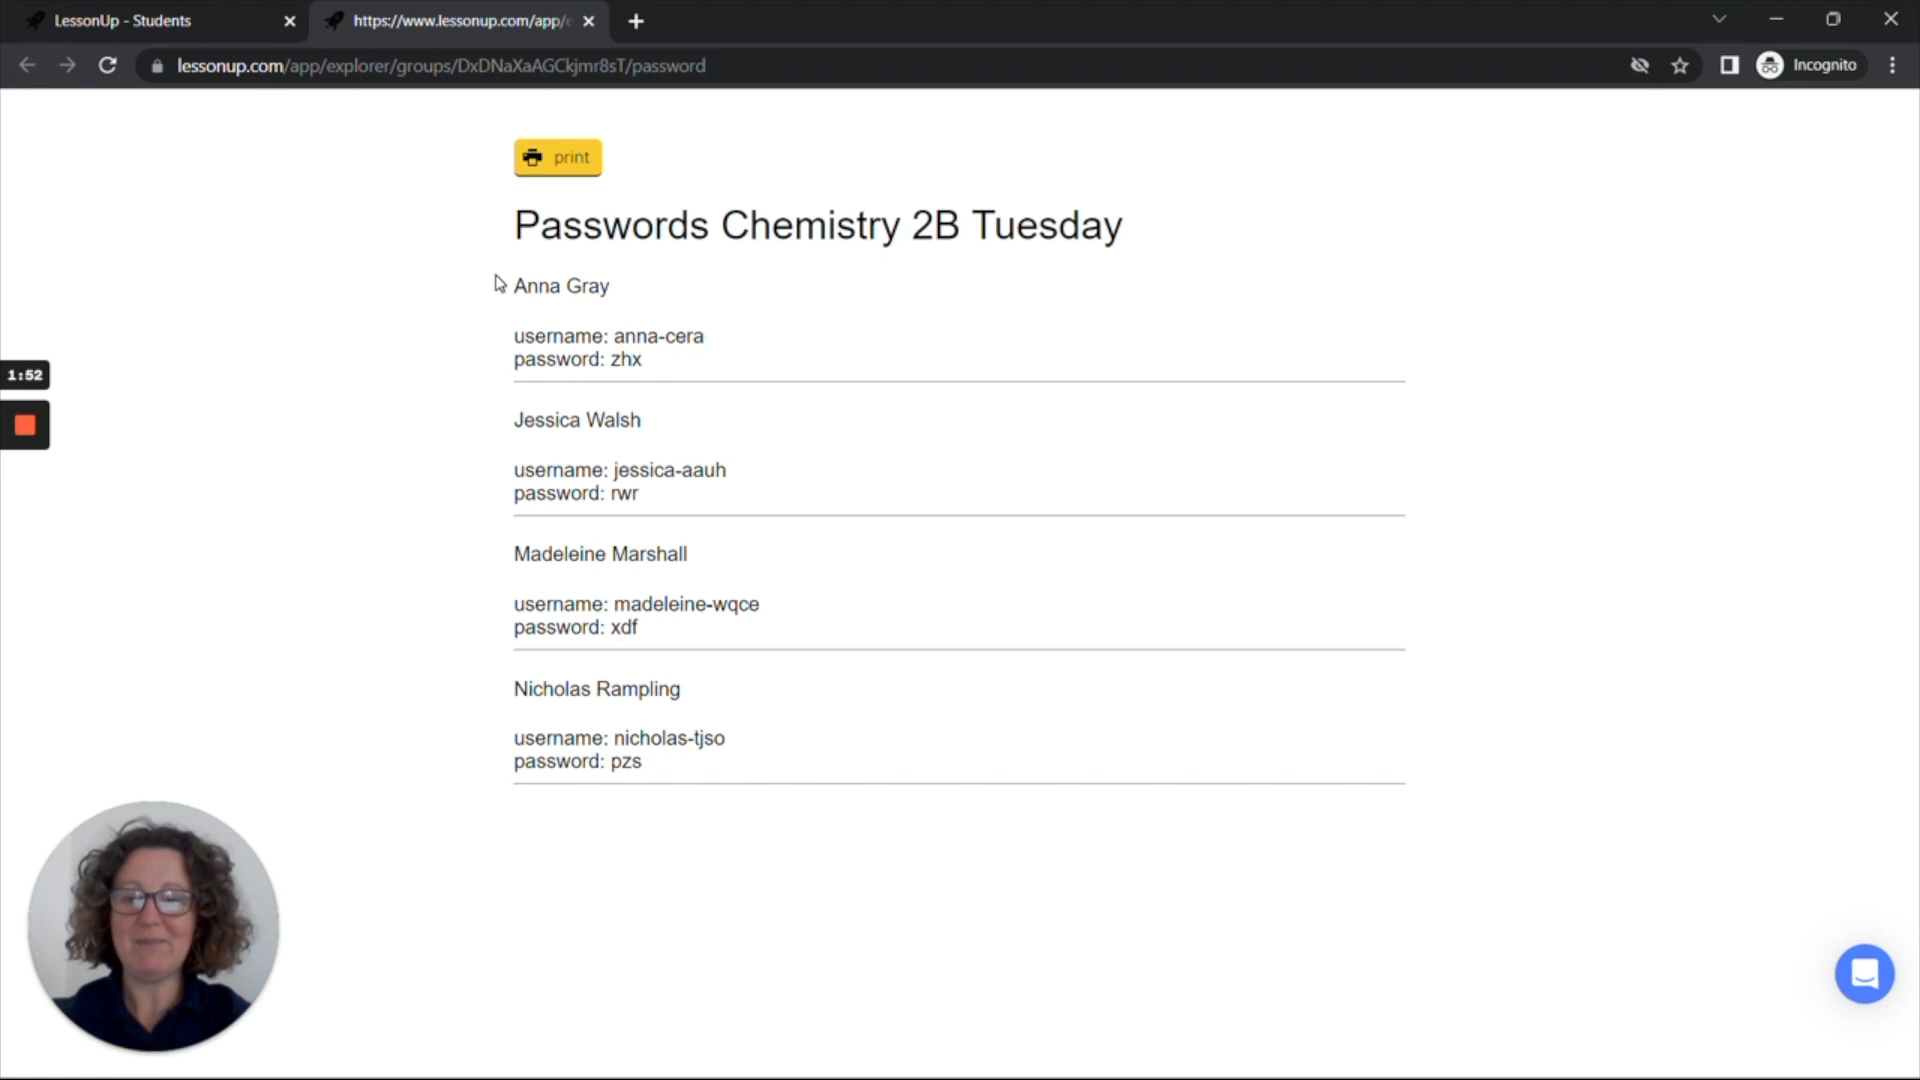 LessonUp - Students
https://www.lessonup.com/app/e
lessonup.com/app/explorer/groups/DxDNaXaAGCkjmr8sT/password
Incognito
print
Passwords Chemistry 2B Tuesday
Anna Gray
username: anna-cera
password: zhx
1:52
Jessica Walsh
username: jessica-aauh
password: rwr
Madeleine Marshall
username: madeleine-wqce
password: xdf
Nicholas Rampling
username: nicholas-tjso
password: pzs